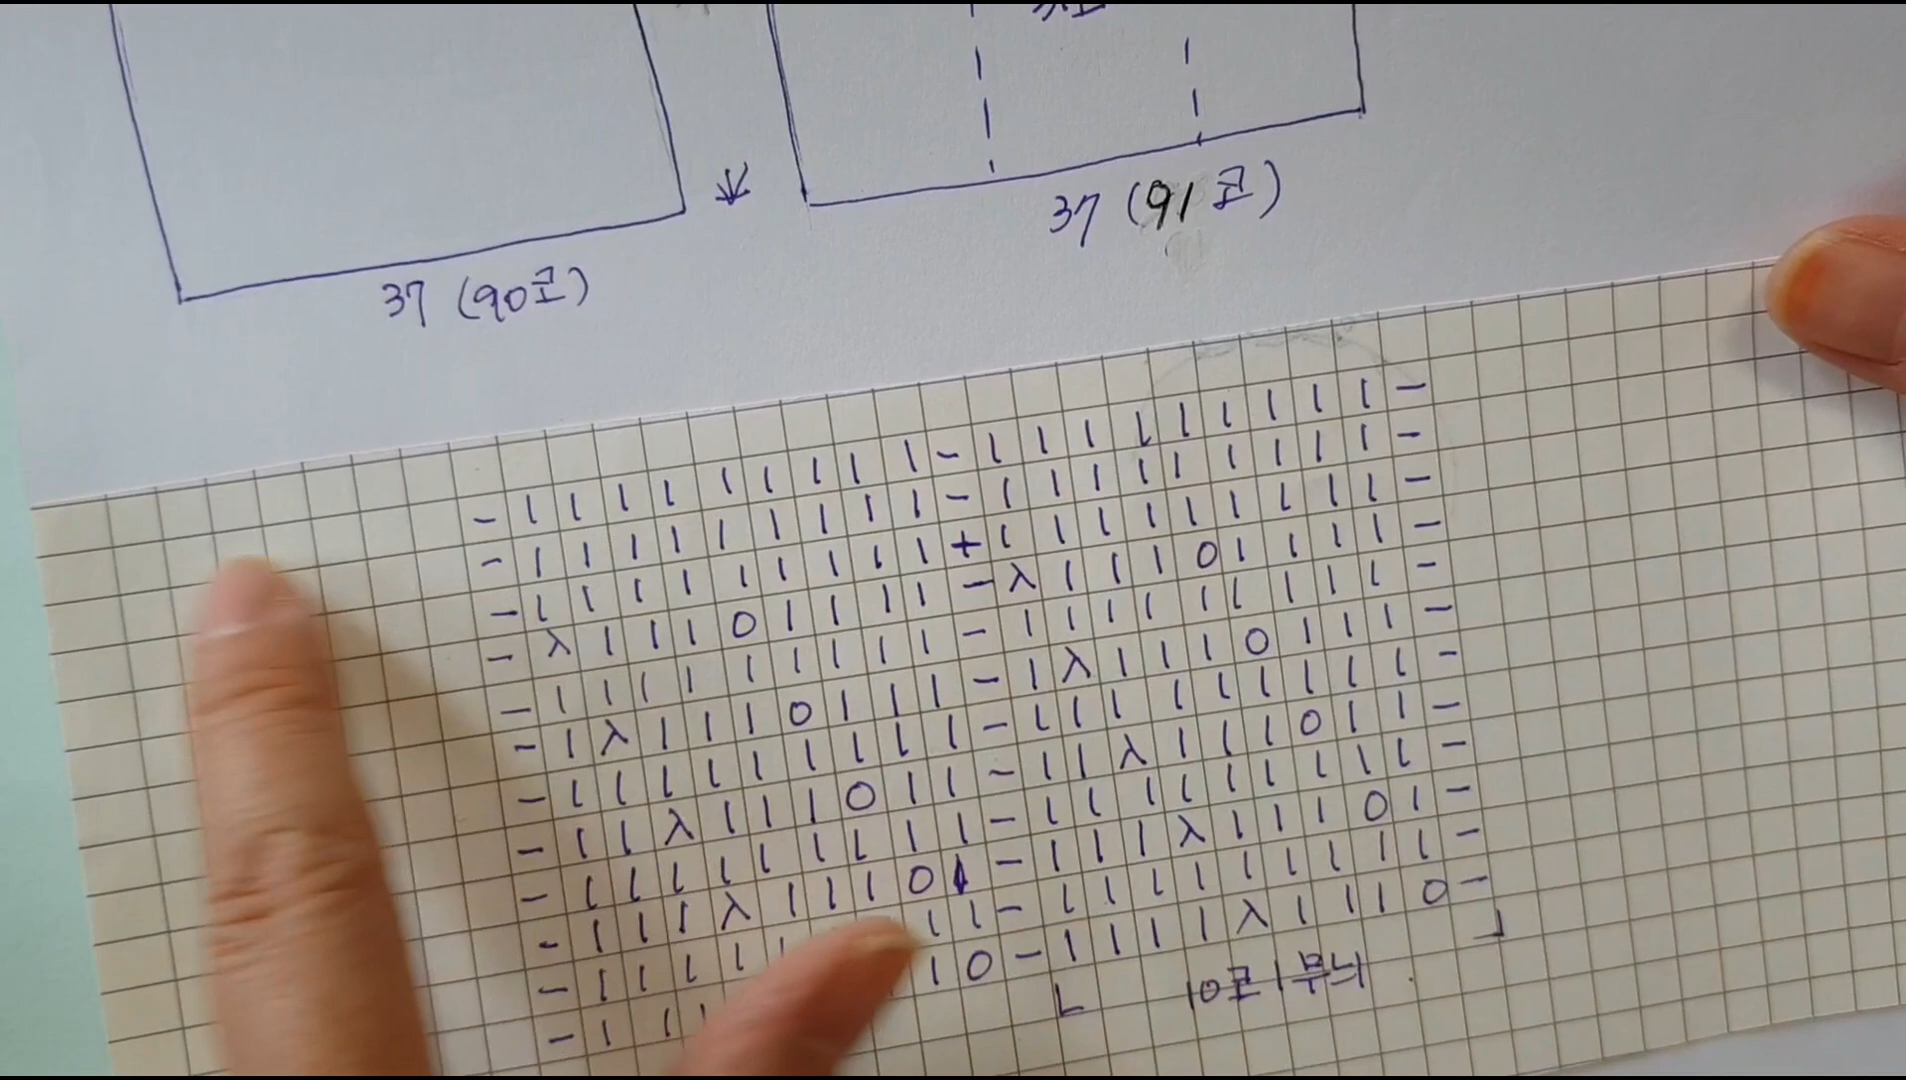 37 (90코)
37 (91코)
- l l l l l l l l l - l l l l l l l l l -
- l l l l l l l l l - l l l l l l l l l -
- l l l l l l l l l + l l l l l l l l l -
- λ l l l O l l l l - λ l l l O l l l l -
- l l l l l l l l l - l l l l l l l l l -
- l λ l l l O l l l - l λ l l l O l l l -
- l l l l l l l l l - l l l l l l l l l -
- l l λ l l l O l l - l l λ l l l O l l -
- l l l l l l l l l - l l l l l l l l l -
- l l l λ l l l O l - l l l λ l l l O l -
- l l l l l l l - l l l l l l l l l -
- l l l l O - l l l l λ l l l O -
10코 1무늬